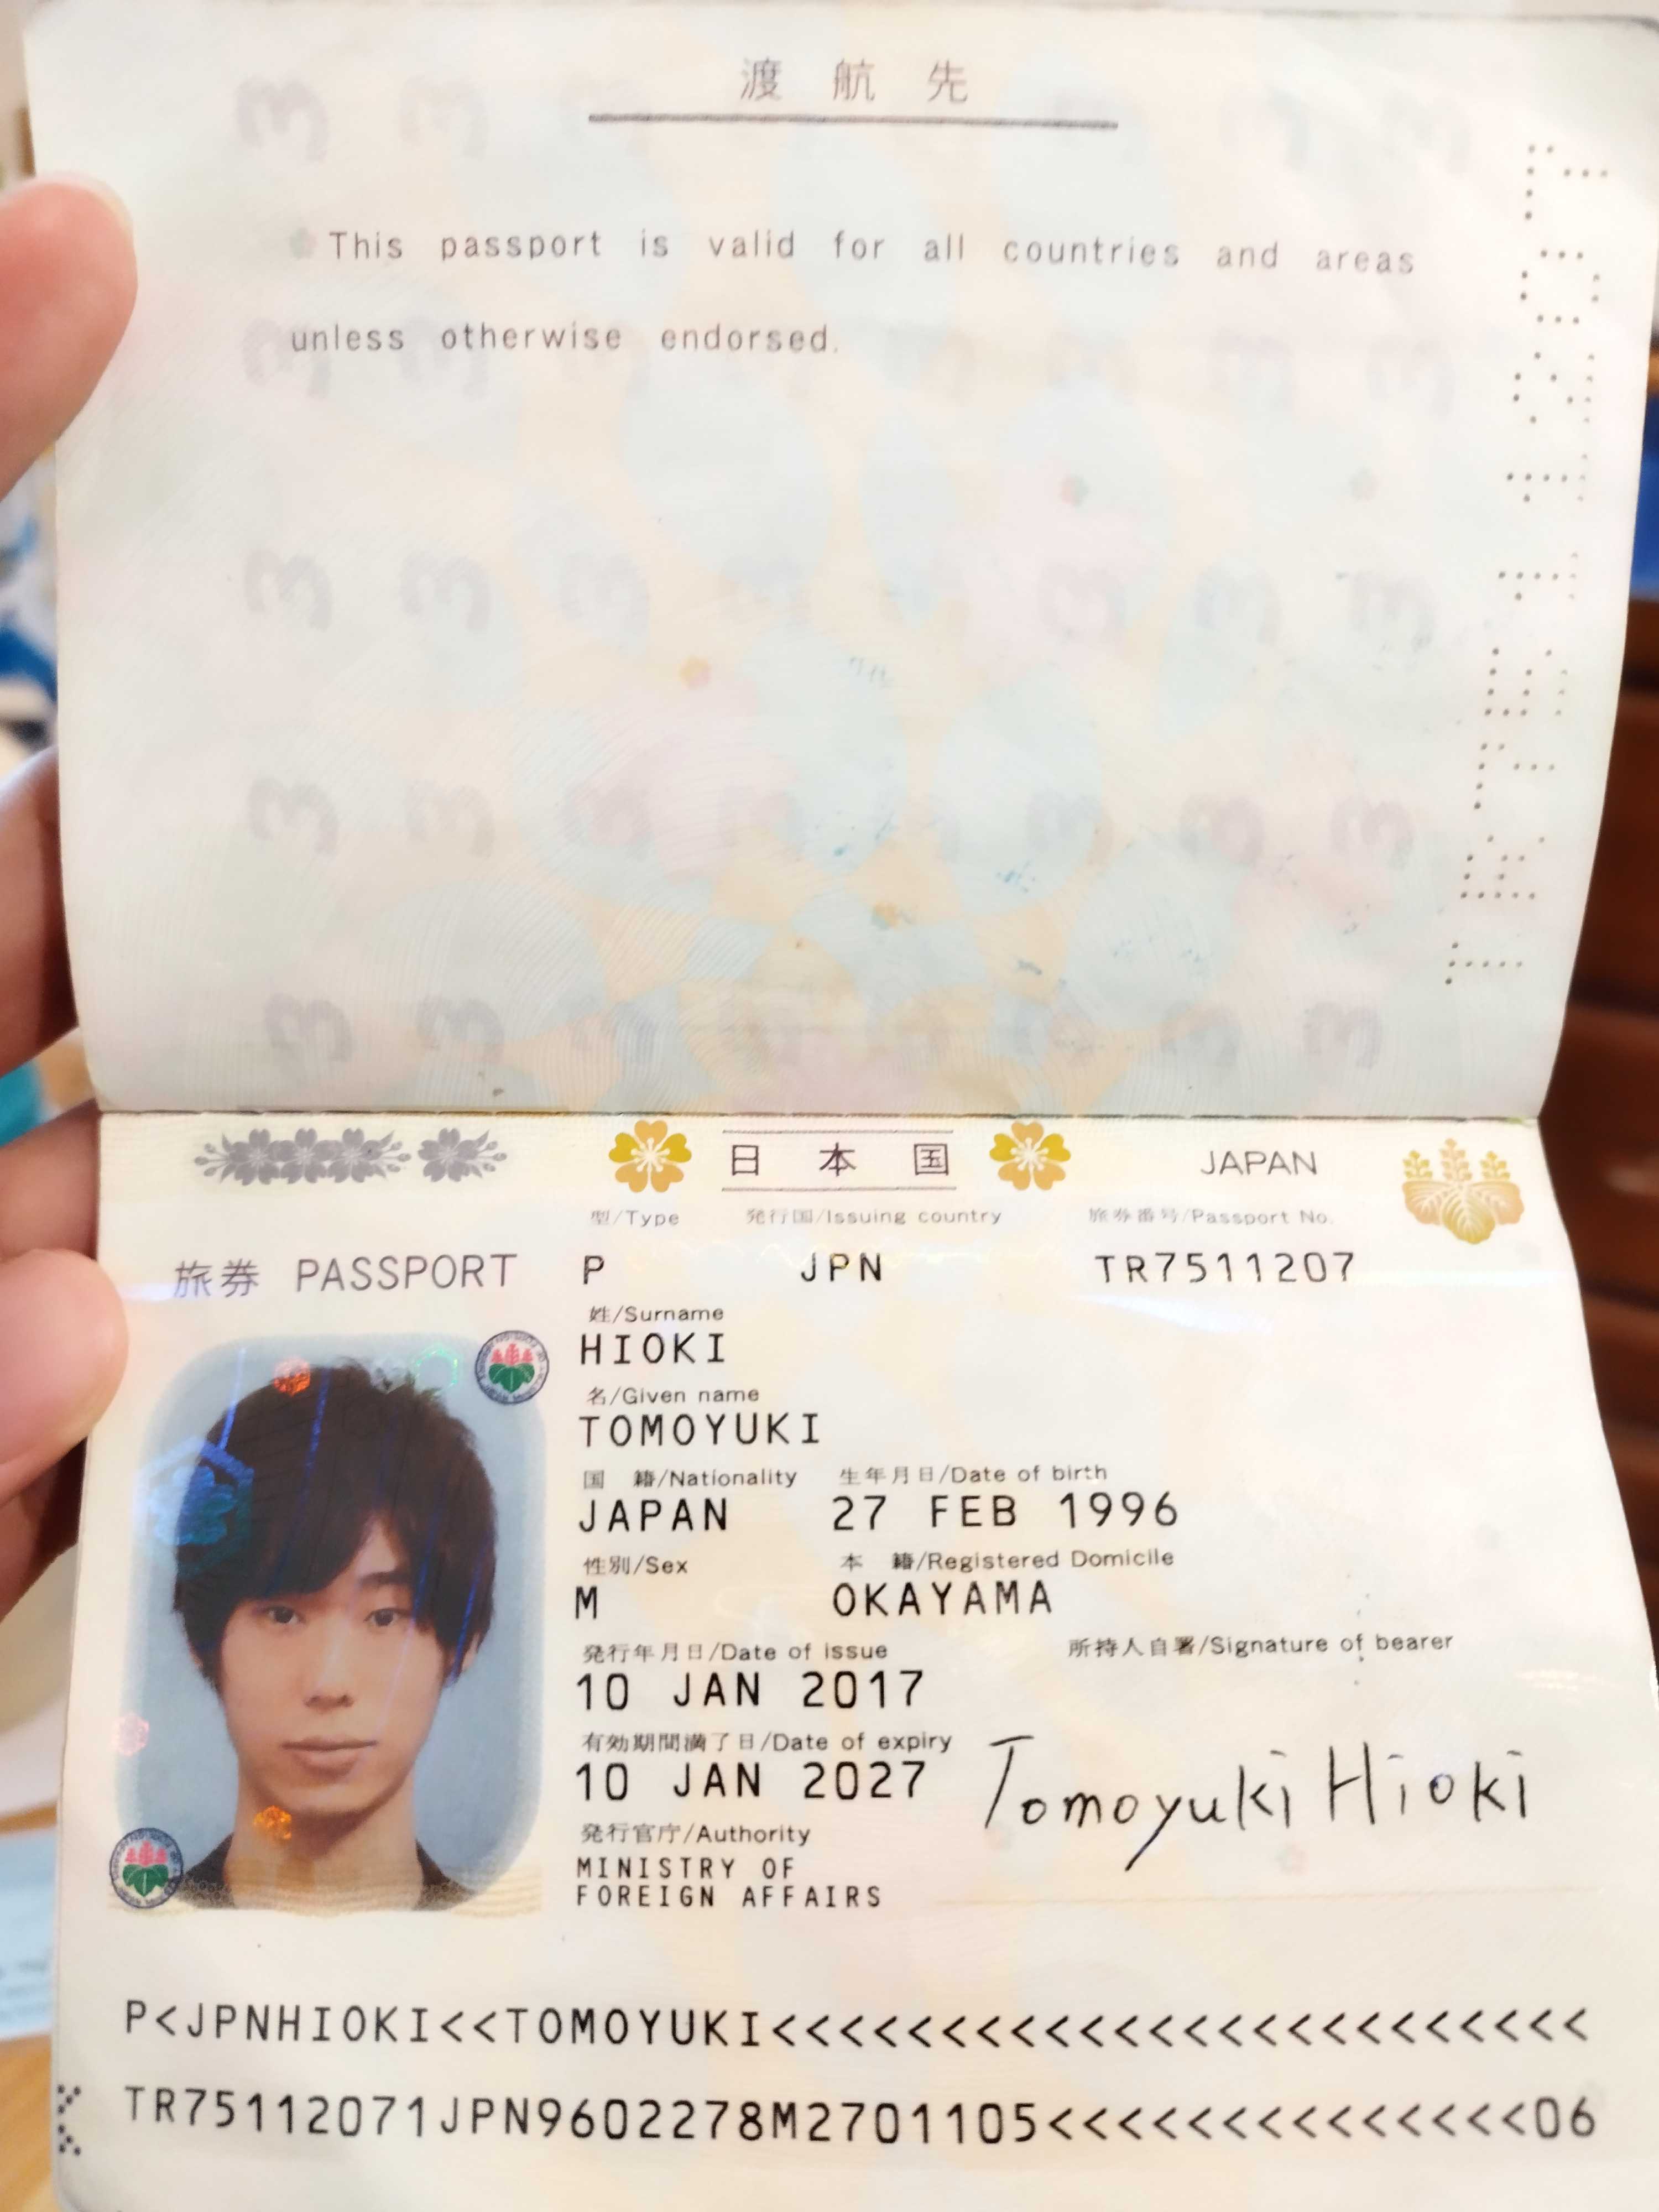 渡航先
This passport is valid for all countries and areas
unless otherwise endorsed.
TR7511207
日本国
JAPAN
型/Type 発行国/Issuing country 旅券番号/Passport No.
旅券 PASSPORT P JPN TR7511207
姓/Surname
HIOKI
名/Given name
TOMOYUKI
国籍/Nationality 生年月日/Date of birth
JAPAN 27 FEB 1996
性別/Sex 本籍/Registered Domicile
M OKAYAMA
発行年月日/Date of issue 所持人自署/Signature of bearer
10 JAN 2017
有効期間満了日/Date of expiry
10 JAN 2027 Tomoyuki Hioki
発行官庁/Authority
MINISTRY OF
FOREIGN AFFAIRS
P<JPNHIOKI<<TOMOYUKI<<<<<<<<<<<<<<<<<<<<<<<<
TR75112071JPN9602278M2701105<<<<<<<<<<<<<<06